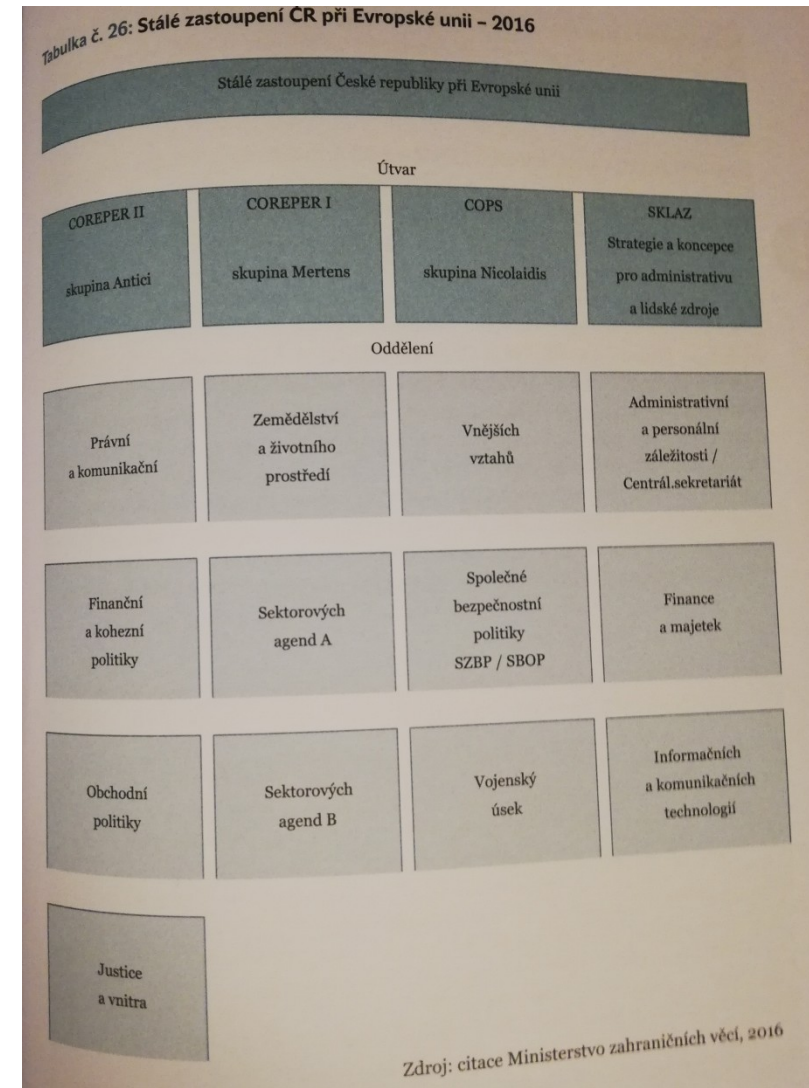 Tabulka č. 26: Stálé zastoupení ČR při Evropské unii – 2016
Stálé zastoupení České republiky při Evropské unii
Útvar
COREPER II
skupina Antici
COREPER I
skupina Mertens
COPS
skupina Nicolaidis
SKLAZ
Strategie a koncepce
pro administrativu
a lidské zdroje
Oddělení
Právní
a komunikační
Zemědělství
a životního
prostředí
Vnějších
vztahů
Administrativní
a personální
záležitosti /
Centrál.sekretariát
Finanční
a kohezní
politiky
Sektorových
agend A
Společné
bezpečnostní
politiky
SZBP / SBOP
Finance
a majetek
Obchodní
politiky
Sektorových
agend B
Vojenský
úsek
Informačních
a komunikačních
technologií
Justice
a vnitra
Zdroj: citace Ministerstvo zahraničních věcí, 2016